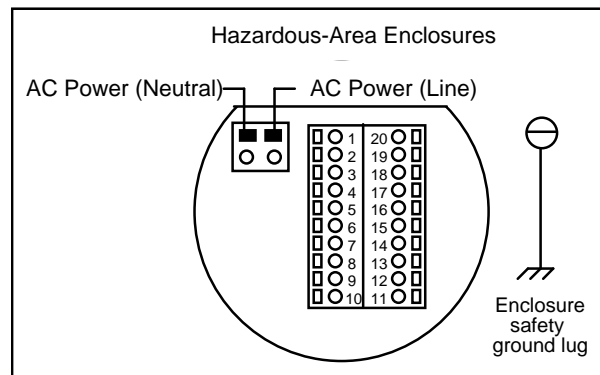 Hazardous-Area Enclosures
AC Power (Neutral) AC Power (Line)
1 20
2 19
3 18
4 17
5 16
6 15
7 14
8 13
9 12
10 11
Enclosure
safety
ground lug